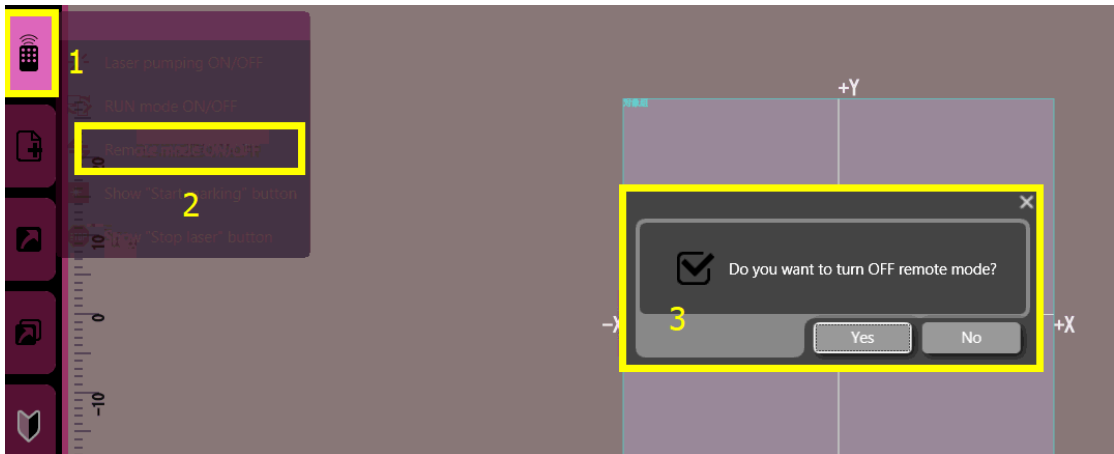 1
Laser pumping ON/OFF
RUN mode ON/OFF
Remote mode ON/OFF
Show "Start marking" button
2
Show "Stop laser" button
20
10
0
-10
+Y
-X
+X
×
Do you want to turn OFF remote mode?
3
Yes
No